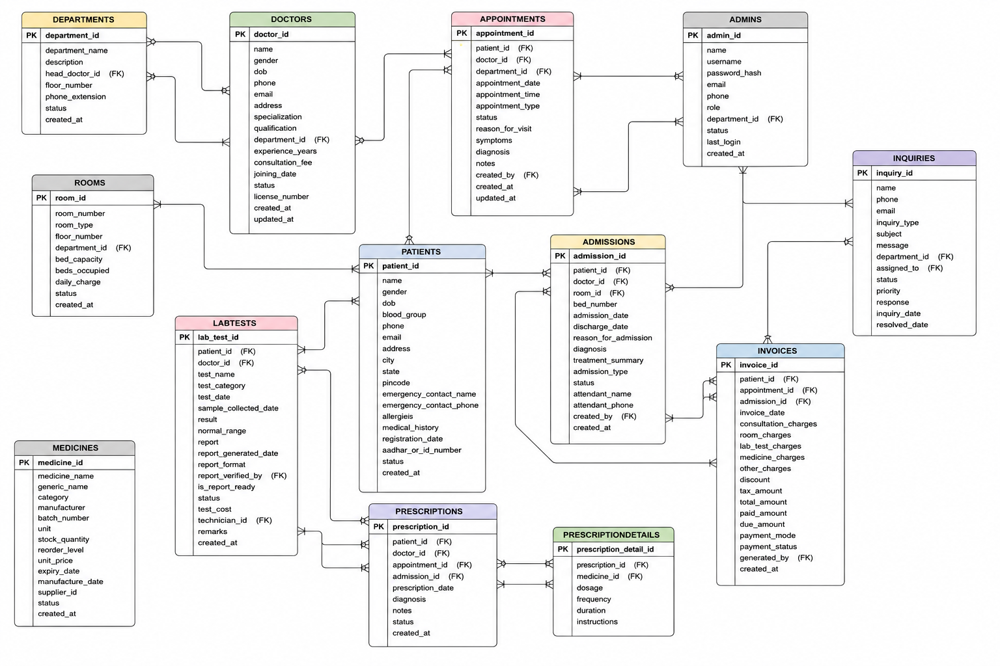 DEPARTMENTS
PK department_id
department_name
description
head_doctor_id (FK)
floor_number
phone_extension
status
created_at
DOCTORS
PK doctor_id
name
gender
dob
phone
email
address
specialization
qualification
department_id (FK)
experience_years
consultation_fee
joining_date
status
license_number
created_at
updated_at
APPOINTMENTS
PK appointment_id
patient_id (FK)
doctor_id (FK)
department_id (FK)
appointment_date
appointment_time
appointment_type
status
reason_for_visit
symptoms
diagnosis
notes
created_by (FK)
created_at
updated_at
ADMINS
PK admin_id
name
username
password_hash
email
phone
role
department_id (FK)
status
last_login
created_at
INQUIRIES
PK inquiry_id
name
phone
email
inquiry_type
subject
message
department_id (FK)
assigned_to (FK)
status
priority
response
inquiry_date
resolved_date
ROOMS
PK room_id
room_number
room_type
floor_number
department_id (FK)
bed_capacity
beds_occupied
daily_charge
status
created_at
PATIENTS
PK patient_id
name
gender
dob
blood_group
phone
email
address
city
state
pincode
emergency_contact_name
emergency_contact_phone
allergieis
medical_history
registration_date
aadhar_or_id_number
status
created_at
ADMISSIONS
PK admission_id
patient_id (FK)
doctor_id (FK)
room_id (FK)
bed_number
admission_date
discharge_date
reason_for_admission
diagnosis
treatment_summary
admission_type
status
attendant_name
attendant_phone
created_by (FK)
created_at
LABTESTS
PK lab_test_id
patient_id (FK)
doctor_id (FK)
test_name
test_category
test_date
sample_collected_date
result
normal_range
report
report_generated_date
report_format
report_verified_by (FK)
is_report_ready
status
test_cost
technician_id (FK)
remarks
created_at
INVOICES
PK invoice_id
patient_id (FK)
appointment_id (FK)
admission_id (FK)
invoice_date
consultation_charges
room_charges
lab_test_charges
medicine_charges
other_charges
discount
tax_amount
total_amount
paid_amount
due_amount
payment_mode
payment_status
generated_by (FK)
created_at
MEDICINES
PK medicine_id
medicine_name
generic_name
category
manufacturer
batch_number
unit
stock_quantity
reorder_level
unit_price
expiry_date
manufacture_date
supplier_id
status
created_at
PRESCRIPTIONS
PK prescription_id
patient_id (FK)
doctor_id (FK)
appointment_id (FK)
admission_id (FK)
prescription_date
diagnosis
notes
status
created_at
PRESCRIPTIONDETAILS
PK prescription_detail_id
prescription_id (FK)
medicine_id (FK)
dosage
frequency
duration
instructions